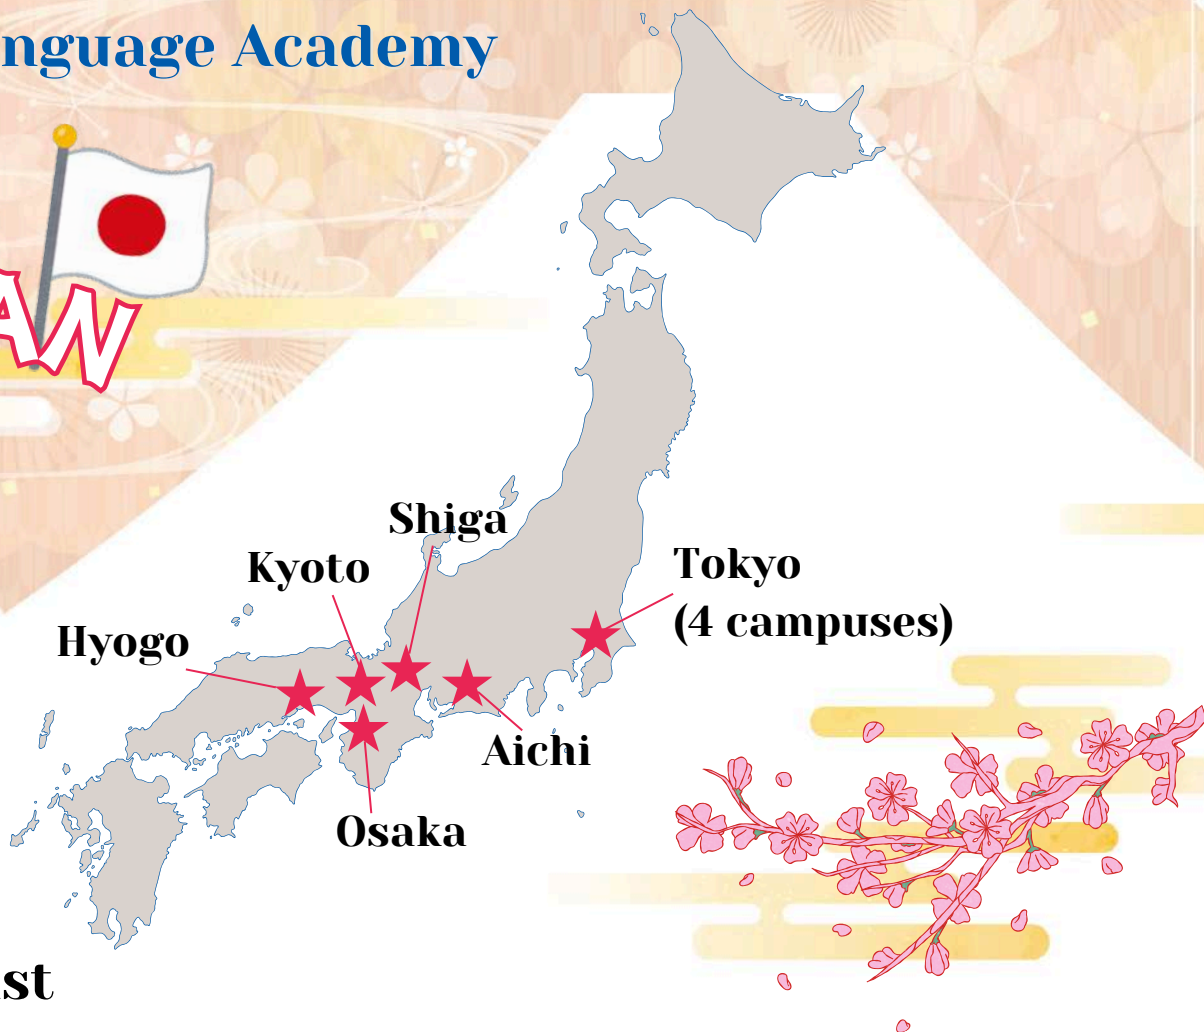 nguage Academy
AN
Shiga
Kyoto
Tokyo
(4 campuses)
Hyogo
Aichi
Osaka
st